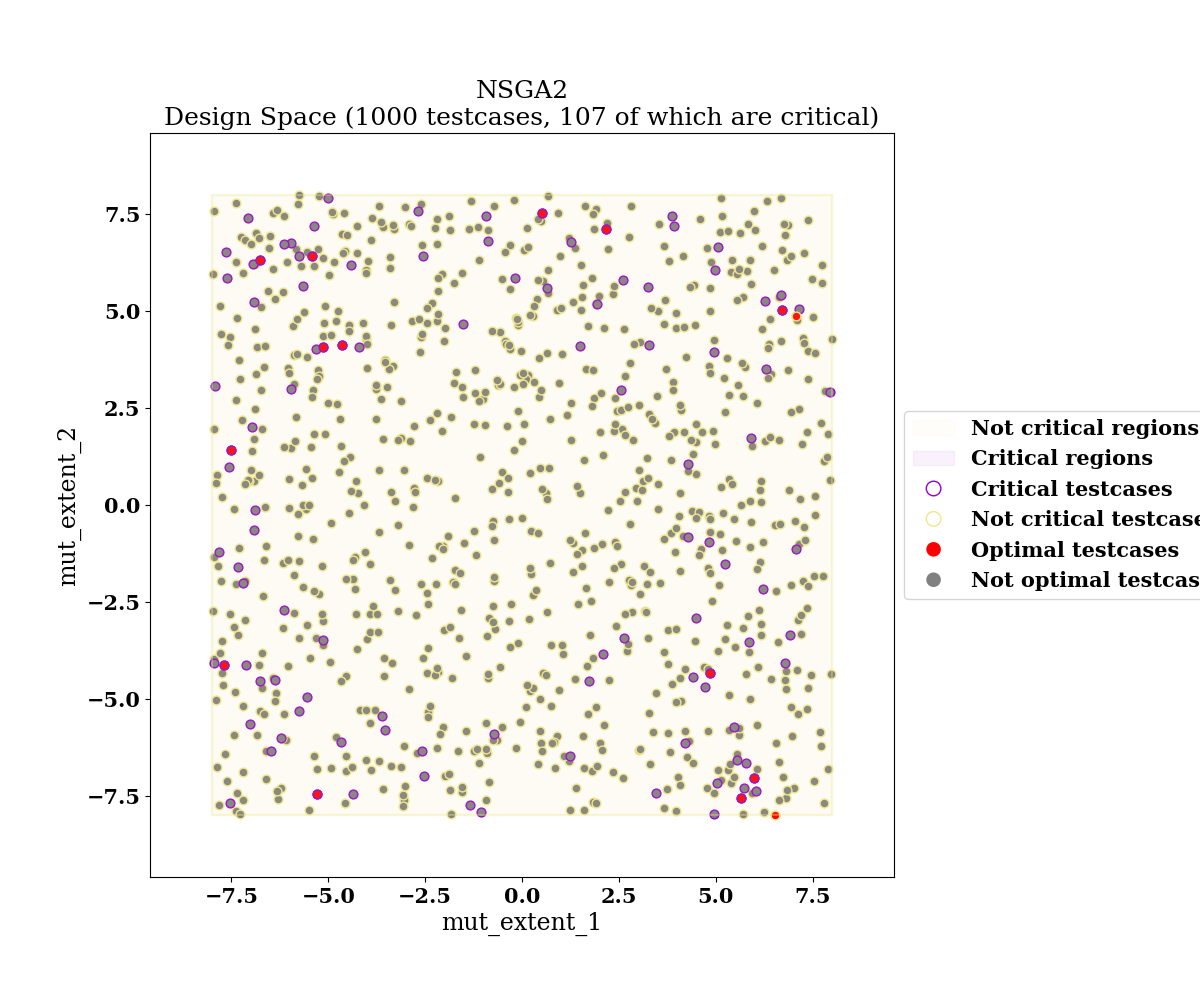 NSGA2
Design Space (1000 testcases, 107 of which are critical)
7.5
5.0
2.5
0.0
−2.5
−5.0
−7.5
mut_extent_2
−7.5 −5.0 −2.5 0.0 2.5 5.0 7.5
mut_extent_1
Not critical regions
Critical regions
Critical testcases
Not critical testcase
Optimal testcases
Not optimal testcas